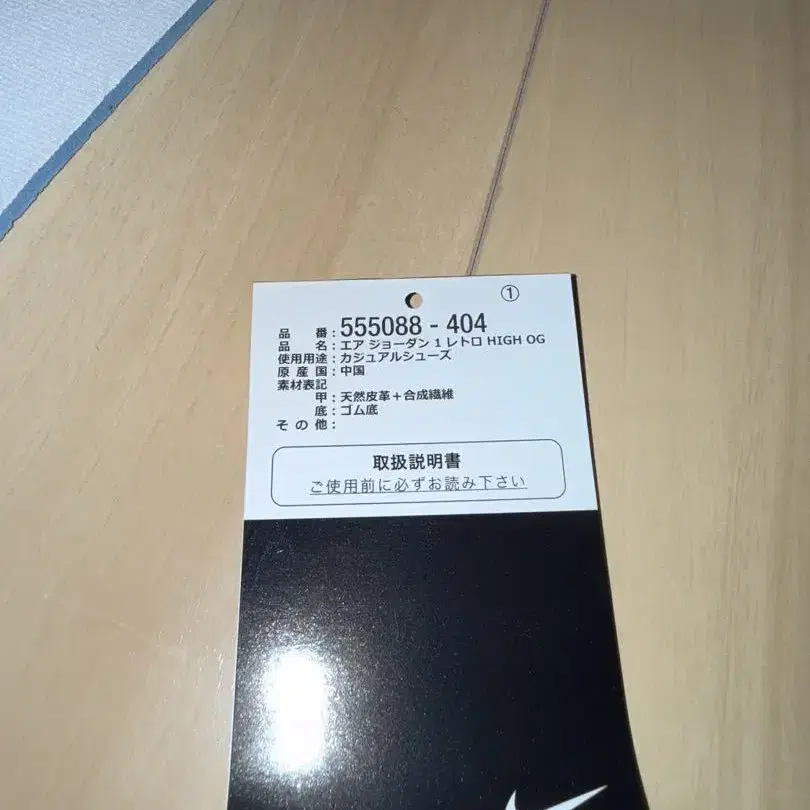 ①
品番：555088 - 404
品名：エア ジョーダン 1 レトロ HIGH OG
使用用途：カジュアルシューズ
原産国：中国
素材表記
甲：天然皮革＋合成繊維
底：ゴム底
その他：
取扱説明書
ご使用前に必ずお読み下さい